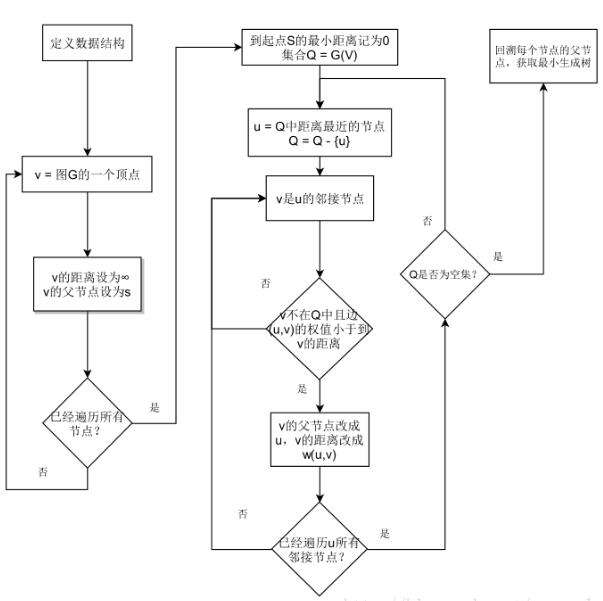 定义数据结构
v = 图G的一个顶点
v的距离设为∞
v的父节点设为s
已经遍历所有
节点？
是
否
到起点S的最小距离记为0
集合Q = G(V)
u = Q中距离最近的节点
Q = Q - {u}
v是u的邻接节点
否
v不在Q中且边
(u,v)的权值小于到
v的距离
是
v的父节点改成
u，v的距离改成
w(u,v)
否
已经遍历u所有
邻接节点？
是
否
Q是否为空集？
是
回溯每个节点的父节
点，获取最小生成树